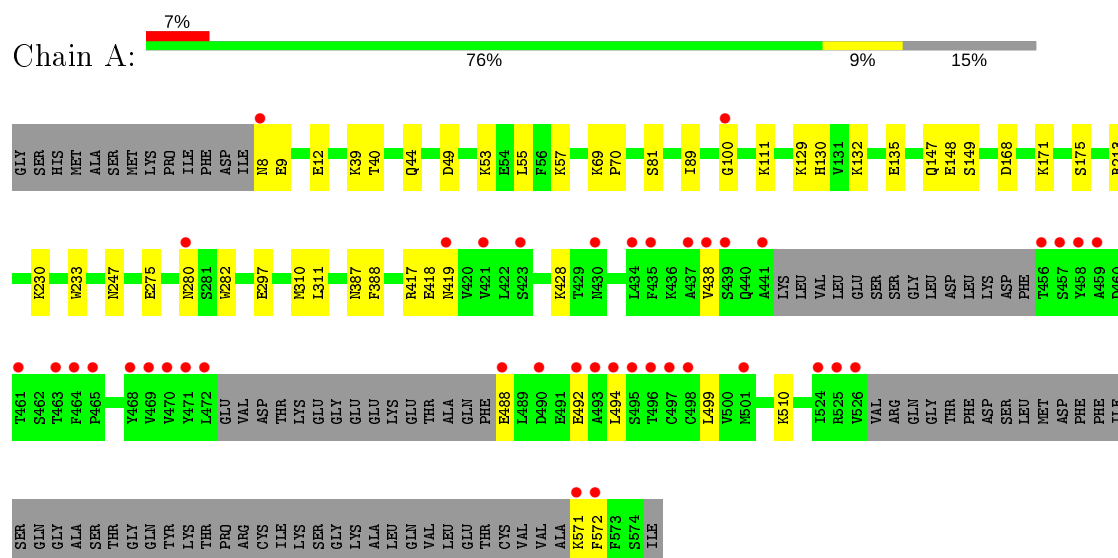 7%
Chain A:
76% 9% 15%
GLY SER HIS MET ALA SER MET LYS PRO ILE PHE ASP ILE N8 E9 E12 K39 T40 Q44 D49 K53 E54 L55 F56 K57 K69 P70 S81 I89 G100 K111 K129 H130 V131 K132 E135 Q147 E148 S149 D168 K171 S175 R213
K230 W233 N247 E275 N280 S281 W282 E297 M310 L311 N387 F388 R417 E418 N419 V420 V421 L422 S423 K428 T429 N430 L434 F435 K436 A437 V438 S439 Q440 A441 LYS LEU VAL LEU GLU SER SER GLY LEU ASP LEU LYS ASP PHE T456 S457 Y458 A459 D460
T461 S462 T463 F464 P465 Y468 V469 V470 Y471 L472 GLU VAL ASP THR LYS GLU GLY GLU GLU LYS GLU THR ALA GLN PHE E488 L489 D490 E491 E492 A493 L494 S495 T496 C497 C498 L499 V500 M501 K510 I524 R525 V526 VAL ARG GLN GLY THR PHE ASP SER LEU MET ASP PHE PHE ILE
SER GLN GLY ALA SER THR GLY GLN TYR LYS THR PRO ARG CYS ILE LYS SER GLY LYS ALA LEU GLN VAL LEU GLU THR CYS VAL VAL ALA K571 F572 F573 S574 ILE